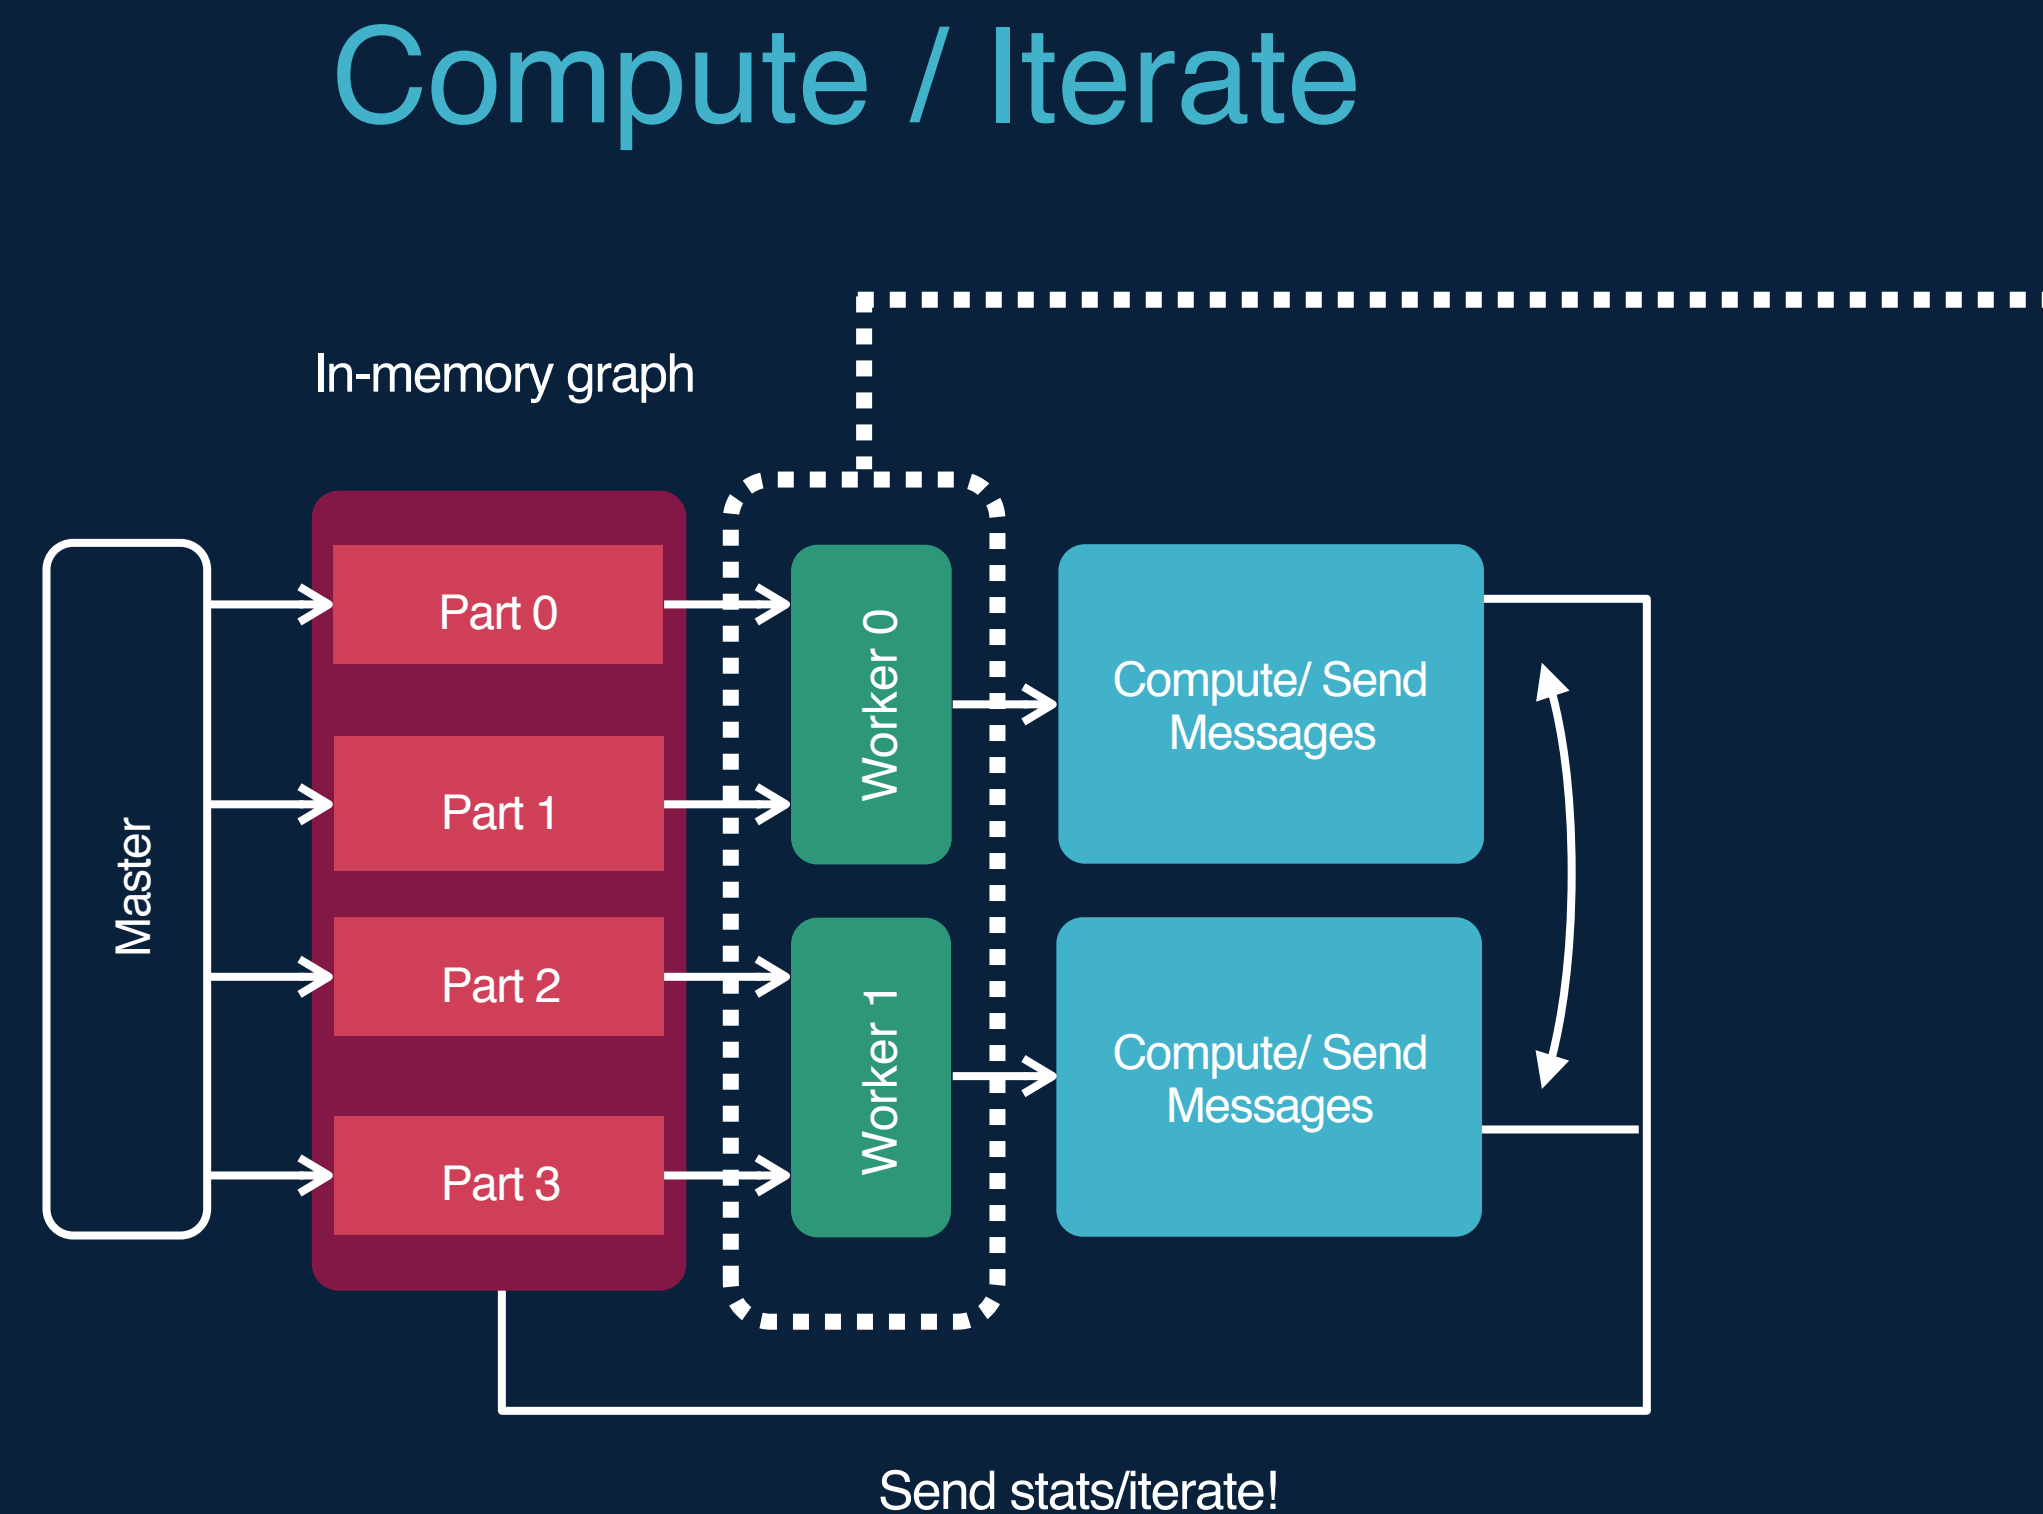 Compute / Iterate
In-memory graph
Master
Part 0
Part 1
Part 2
Part 3
Worker 0
Worker 1
Compute/ Send
Messages
Compute/ Send
Messages
Send stats/iterate!